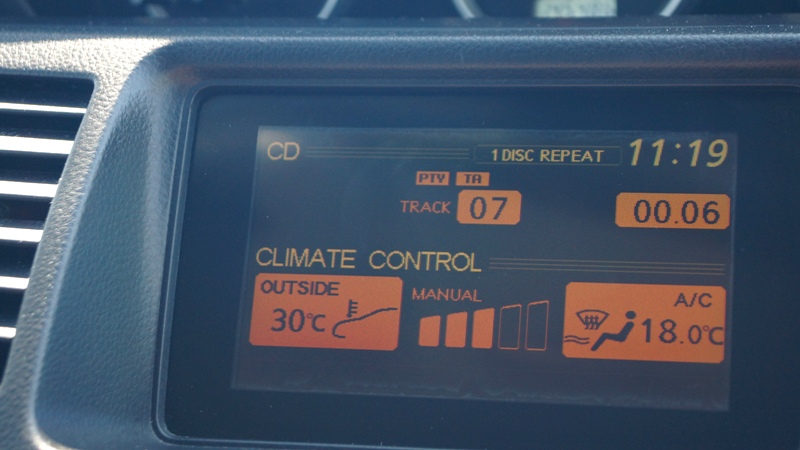 CD 1 DISC REPEAT 11:19
PTY TA
TRACK 07 00.06
CLIMATE CONTROL
OUTSIDE MANUAL A/C
30°C 18.0°C